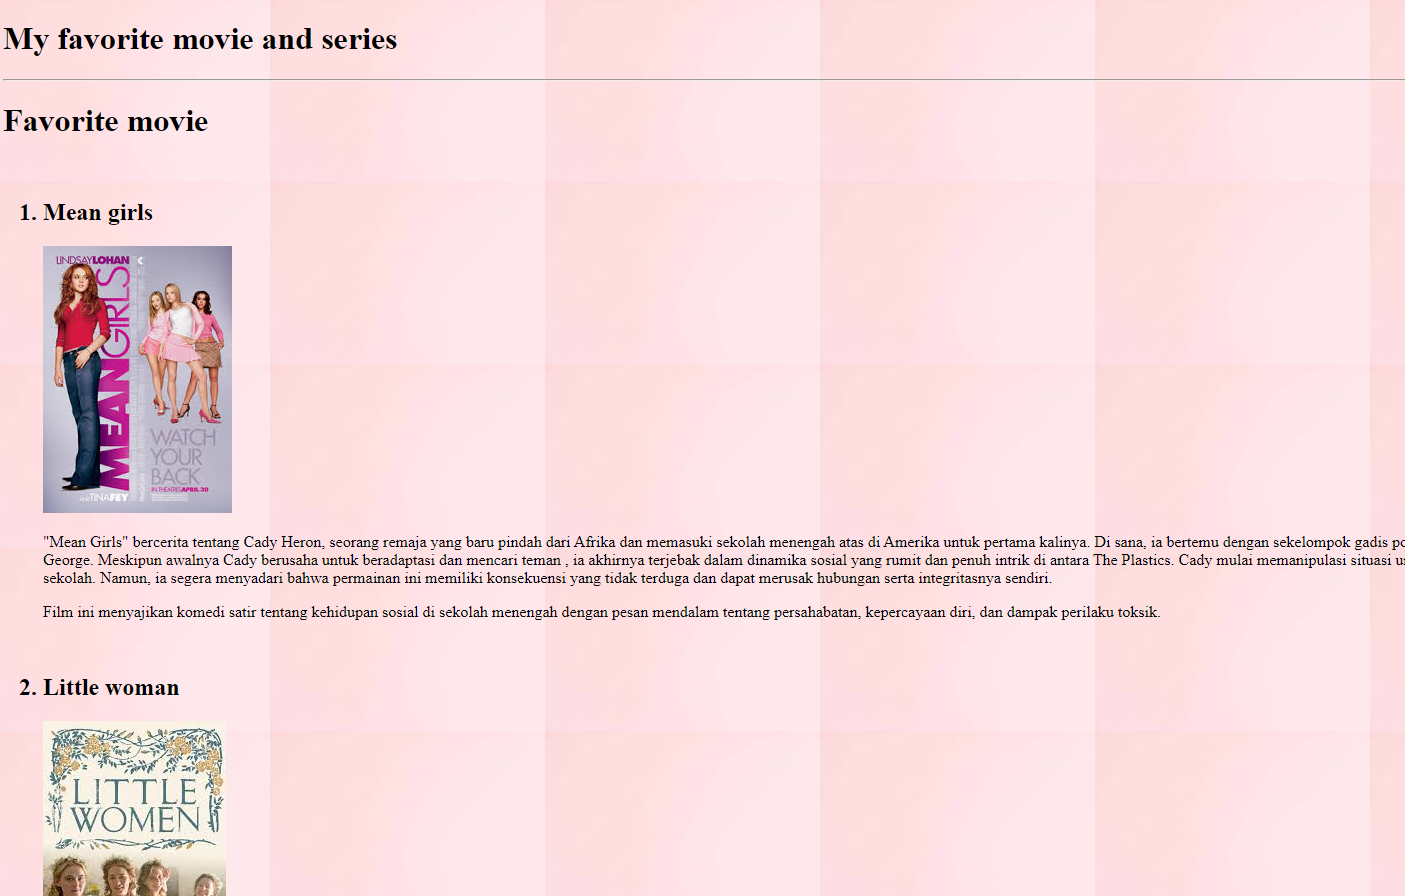 My favorite movie and series
Favorite movie
1. Mean girls
LINDSAY LOHAN
MEAN GIRLS
WATCH
YOUR
BACK
IN THEATRES APRIL 30
AND TINA FEY
"Mean Girls" bercerita tentang Cady Heron, seorang remaja yang baru pindah dari Afrika dan memasuki sekolah menengah atas di Amerika untuk pertama kalinya. Di sana, ia bertemu dengan sekelompok gadis
George. Meskipun awalnya Cady berusaha untuk beradaptasi dan mencari teman , ia akhirnya terjebak dalam dinamika sosial yang rumit dan penuh intrik di antara The Plastics. Cady mulai memanipulasi situasi
sekolah. Namun, ia segera menyadari bahwa permainan ini memiliki konsekuensi yang tidak terduga dan dapat merusak hubungan serta integritasnya sendiri.
Film ini menyajikan komedi satir tentang kehidupan sosial di sekolah menengah dengan pesan mendalam tentang persahabatan, kepercayaan diri, dan dampak perilaku toksik.
2. Little woman
LITTLE
WOMEN